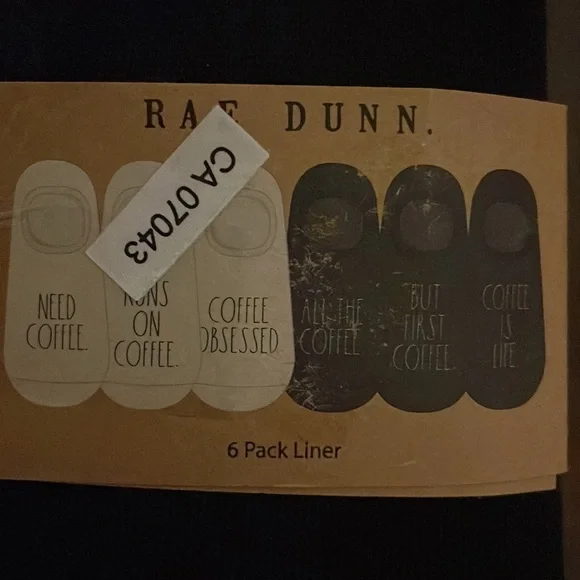 RAE DUNN.
CA 07043
NEED
COFFEE.
RUNS
ON
COFFEE.
COFFEE
OBSESSED.
ALL THE
COFFEE
BUT
FIRST
COFFEE.
COFFEE
IS
LIFE
6 Pack Liner